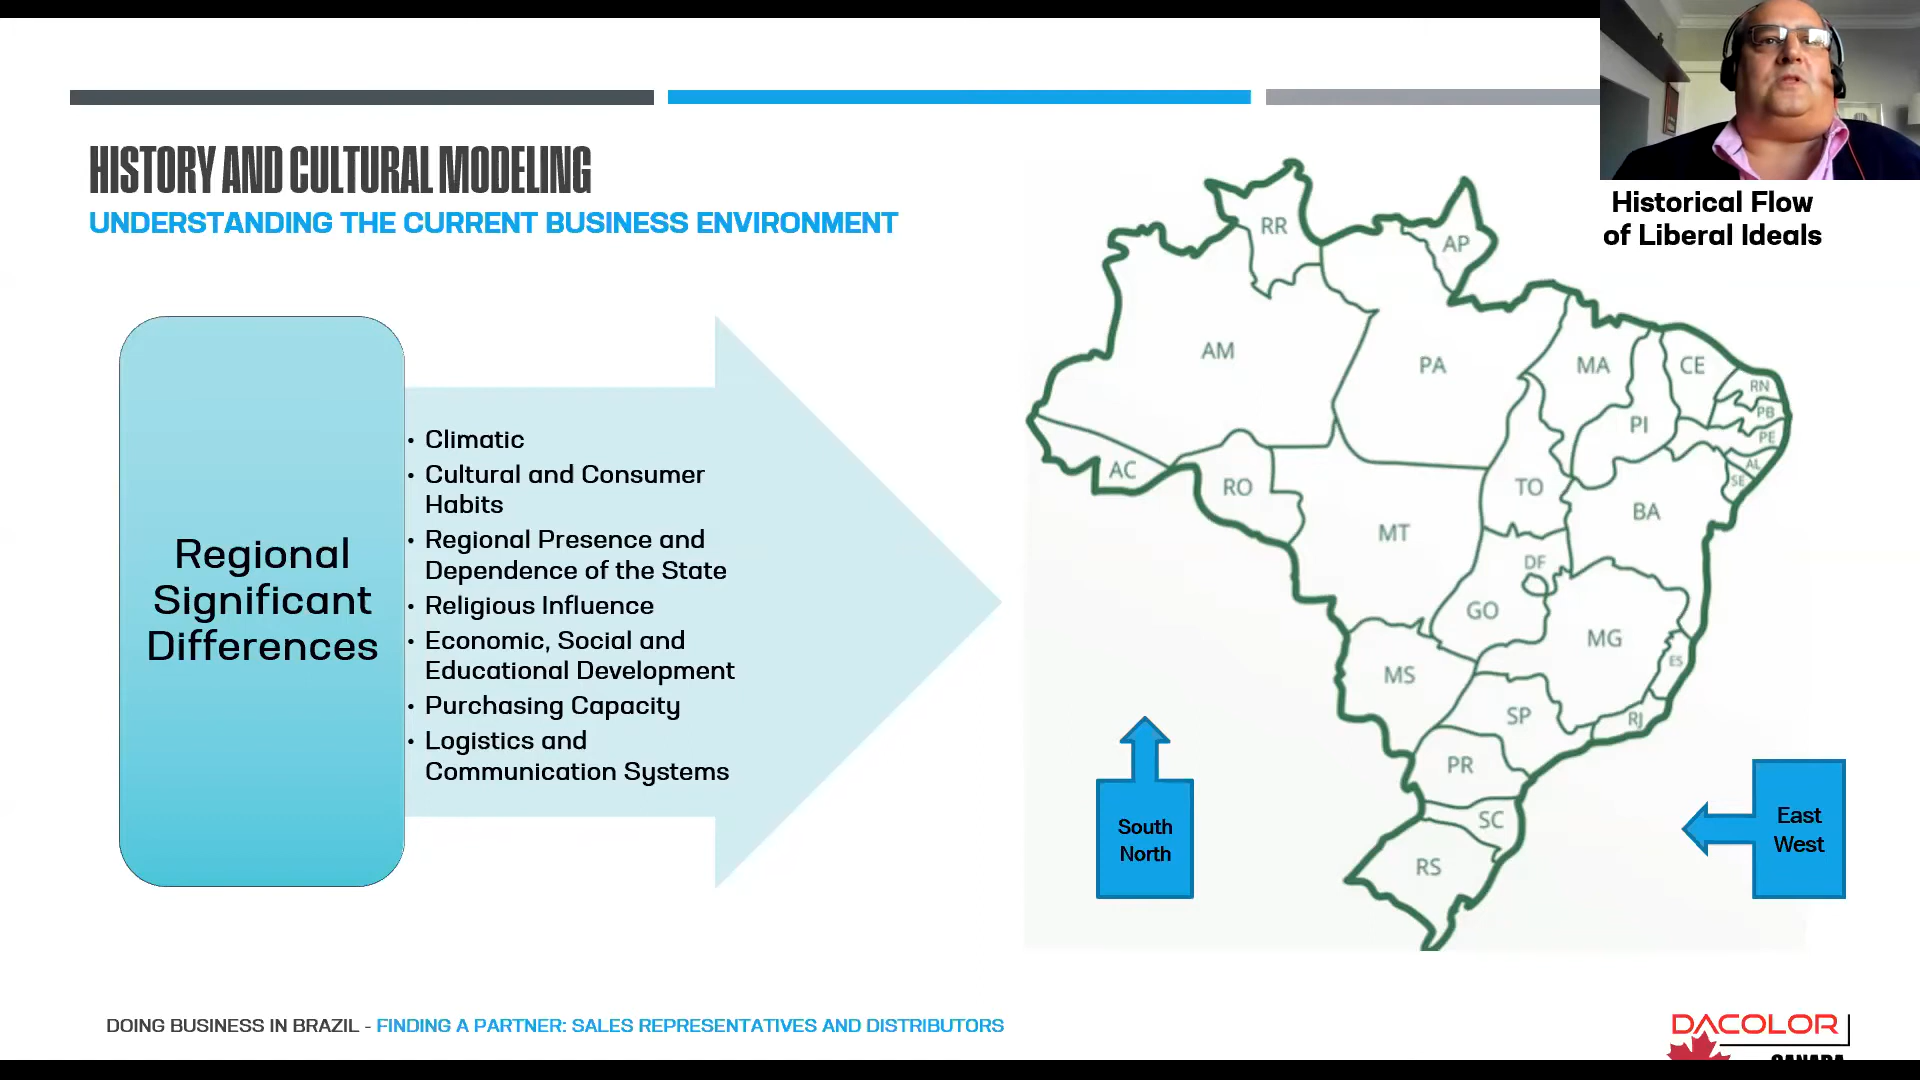 HISTORY AND CULTURAL MODELING
UNDERSTANDING THE CURRENT BUSINESS ENVIRONMENT
Historical Flow
of Liberal Ideals
Regional
Significant
Differences
• Climatic
• Cultural and Consumer
Habits
• Regional Presence and
Dependence of the State
• Religious Influence
• Economic, Social and
Educational Development
• Purchasing Capacity
• Logistics and
Communication Systems
RR
AP
AM
PA
MA
CE
RN
PB
PI
PE
AL
SE
AC
RO
TO
BA
MT
DF
GO
MG
ES
MS
SP
RJ
PR
SC
RS
South
North
East
West
DOING BUSINESS IN BRAZIL - FINDING A PARTNER: SALES REPRESENTATIVES AND DISTRIBUTORS
DACOLOR
CANADA